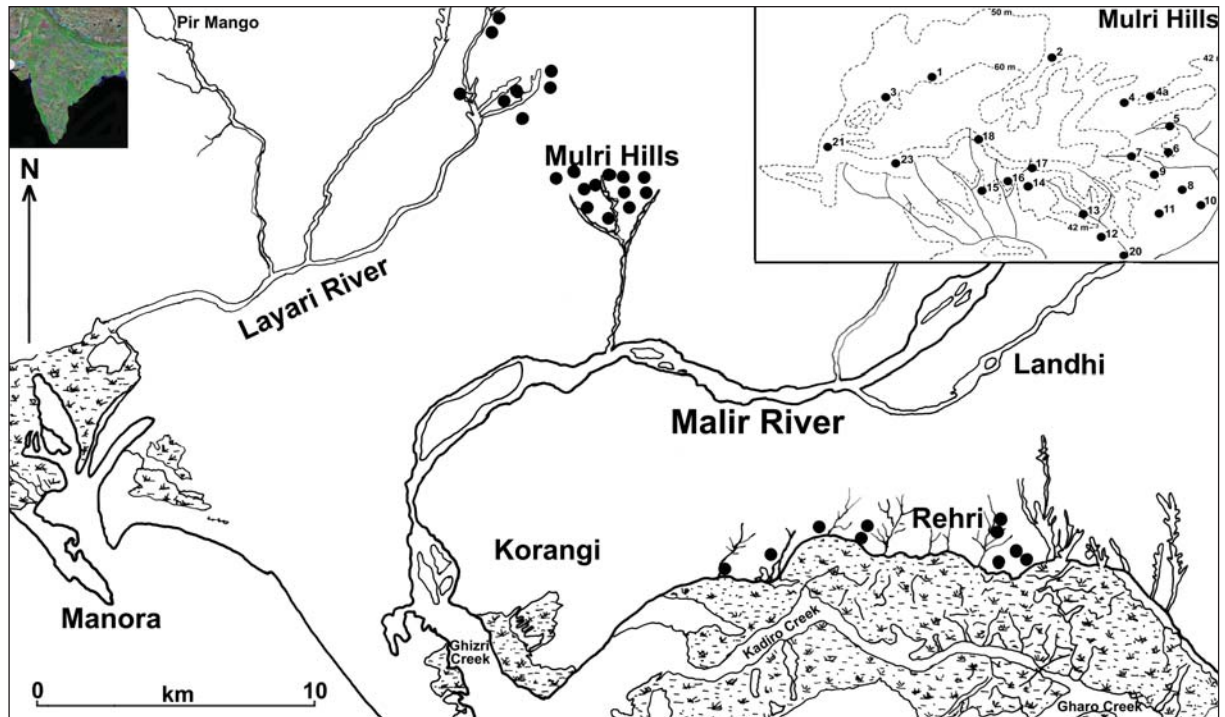 Pir Mango
Mulri Hills
50 m
2
1
60 m
42 m
3
4
4a
5
21
18
6
7
23
17
9
16
15
14
8
10
13
11
42 m
12
20
N
Mulri Hills
Layari River
Landhi
Malir River
Rehri
Korangi
Manora
Kadiro Creek
Ghizri
Creek
Gharo Creek
0
km
10